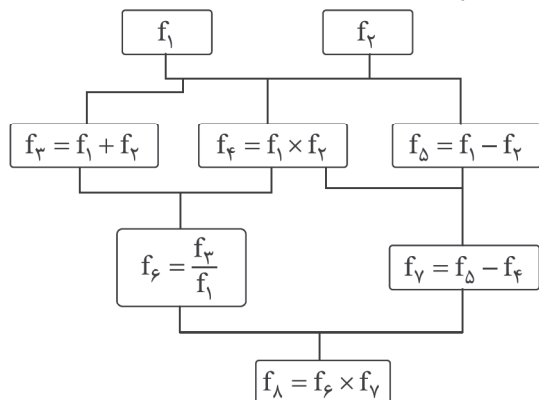 f۱ f۲
f۳ = f۱ + f۲ f۴ = f۱ × f۲ f۵ = f۱ − f۲
f۶ = f۳ / f۱ f۷ = f۵ − f۴
f۸ = f۶ × f۷